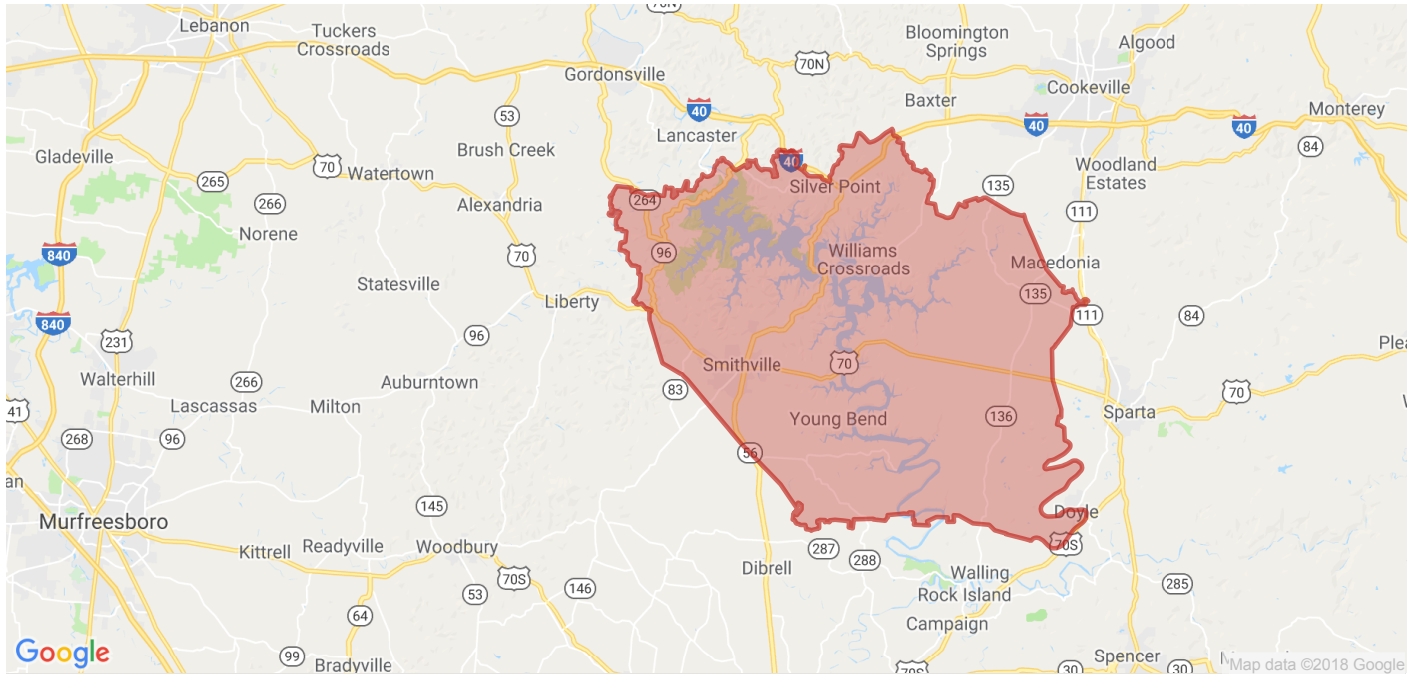 70N
Lebanon
Tuckers
Crossroads
Bloomington
Springs
Algood
Gordonsville
70N
Cookeville
Baxter
Monterey
40
53
Lancaster
40
40
Brush Creek
84
Gladeville
70
40
Woodland
Estates
265
Watertown
Silver Point
135
266
Alexandria
264
111
Norene
840
70
96
Williams
Crossroads
Macedonia
Statesville
135
Liberty
840
111
84
96
231
Plea
Smithville
70
Walterhill
266
Auburntown
83
70
41
Lascassas
Milton
Young Bend
136
Sparta
268
96
56
an
145
Doyle
Murfreesboro
Kittrell
Readyville
Woodbury
287
70S
288
Dibrell
Walling
70S
285
53
146
Rock Island
64
Campaign
Google
99
Bradyville
70S
Spencer
30
30
Map data ©2018 Google